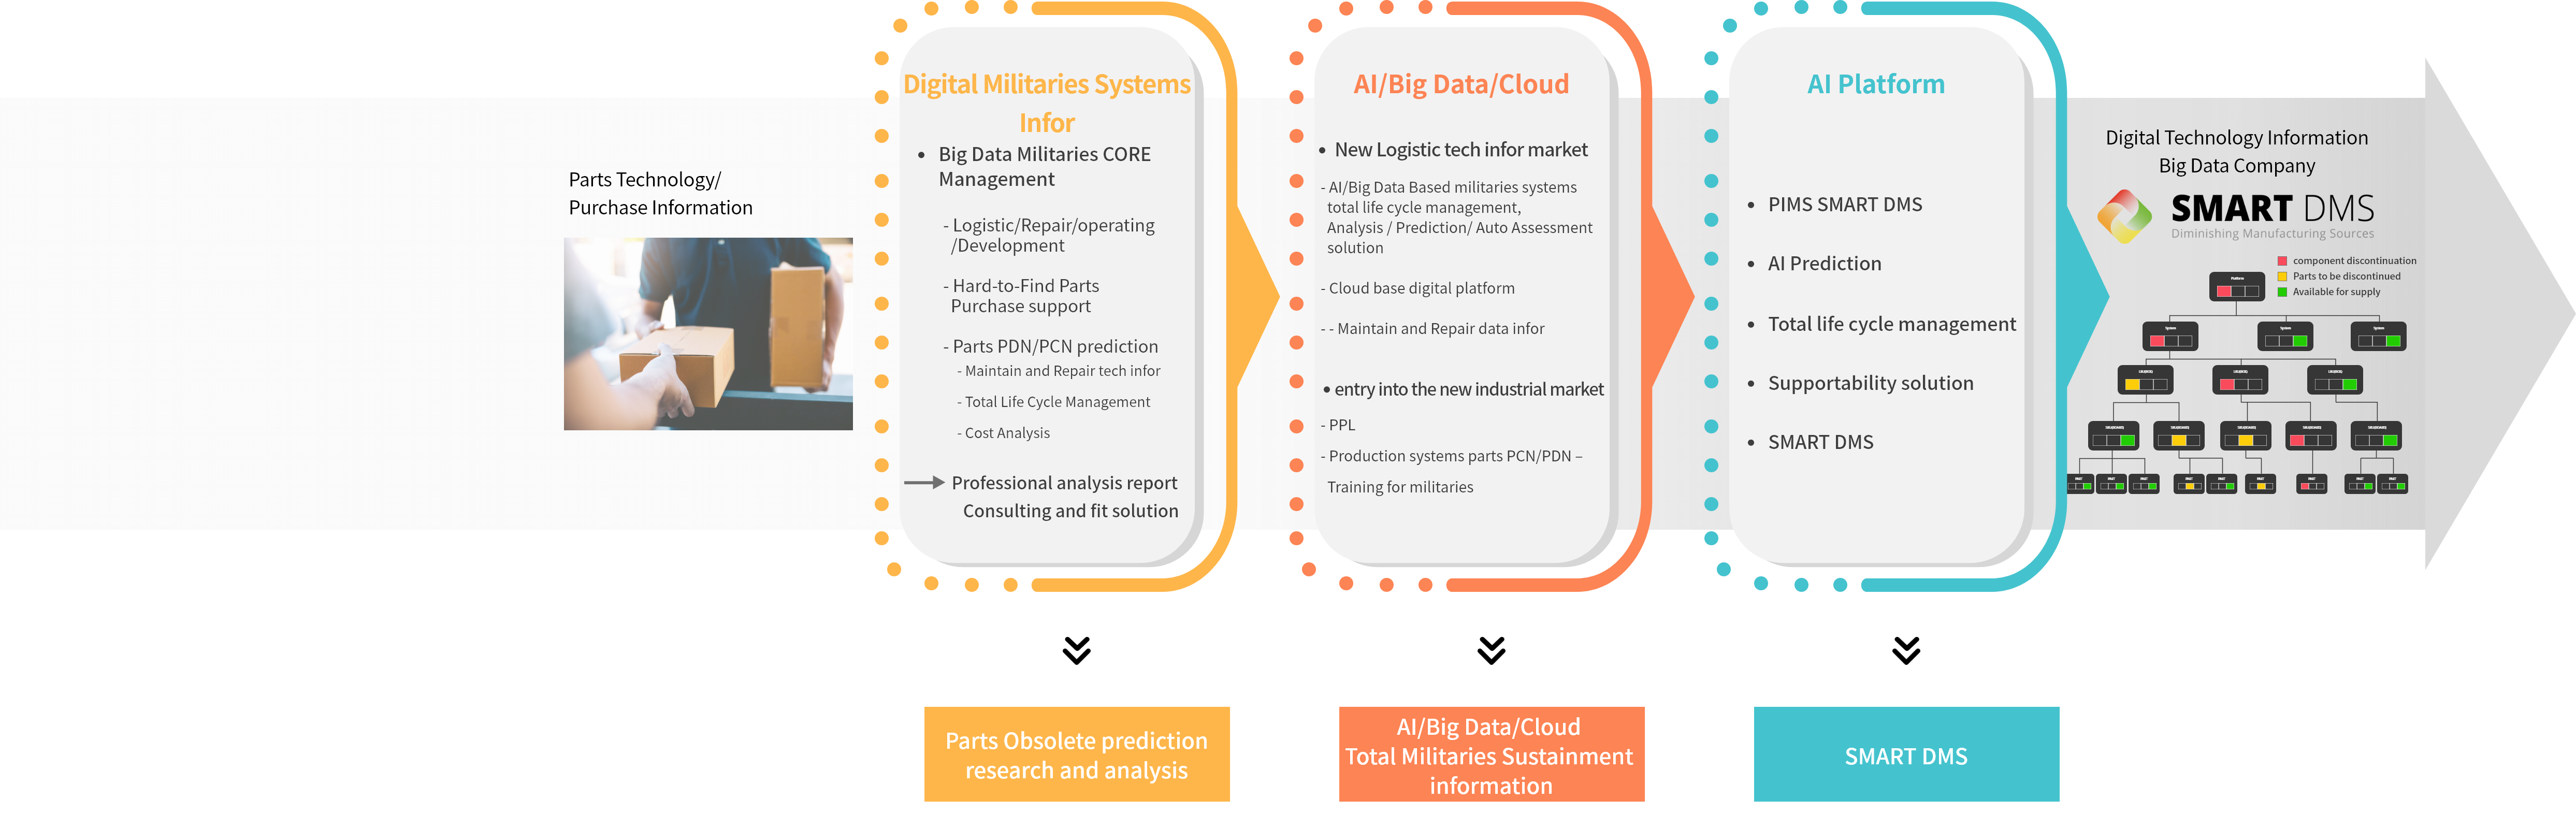 Parts Technology/
Purchase Information
Digital Militaries Systems
Infor
• Big Data Militaries CORE
Management
- Logistic/Repair/operating
/Development
- Hard-to-Find Parts
Purchase support
- Parts PDN/PCN prediction
- Maintain and Repair tech infor
- Total Life Cycle Management
- Cost Analysis
Professional analysis report
Consulting and fit solution
AI/Big Data/Cloud
• New Logistic tech infor market
- AI/Big Data Based militaries systems
total life cycle management,
Analysis / Prediction/ Auto Assessment
solution
- Cloud base digital platform
- - Maintain and Repair data infor
• entry into the new industrial market
- PPL
- Production systems parts PCN/PDN –
Training for militaries
AI Platform
• PIMS SMART DMS
• AI Prediction
• Total life cycle management
• Supportability solution
• SMART DMS
Digital Technology Information
Big Data Company
SMART DMS
Diminishing Manufacturing Sources
component discontinuation
Parts to be discontinued
Available for supply
Platform
System
System
System
Parts Obsolete prediction
research and analysis
AI/Big Data/Cloud
Total Militaries Sustainment
information
SMART DMS